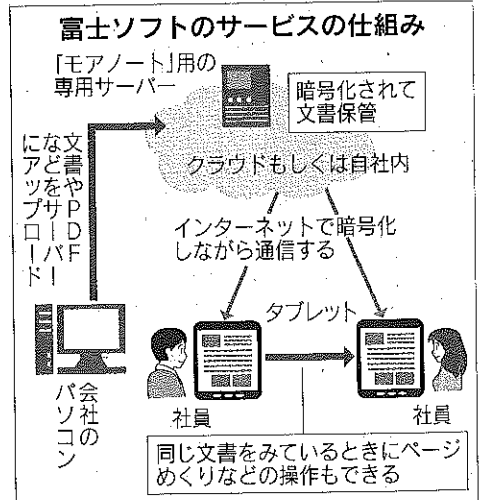 富士ソフトのサービスの仕組み
「モアノート」用の
専用サーバー
暗号化されて
文書保管
クラウドもしくは自社内
文書やPDF
などをサーバー
にアップロード
インターネットで暗号化
しながら通信する
タブレット
会社の
パソコン
社員
社員
同じ文書をみているときにページ
めくりなどの操作もできる